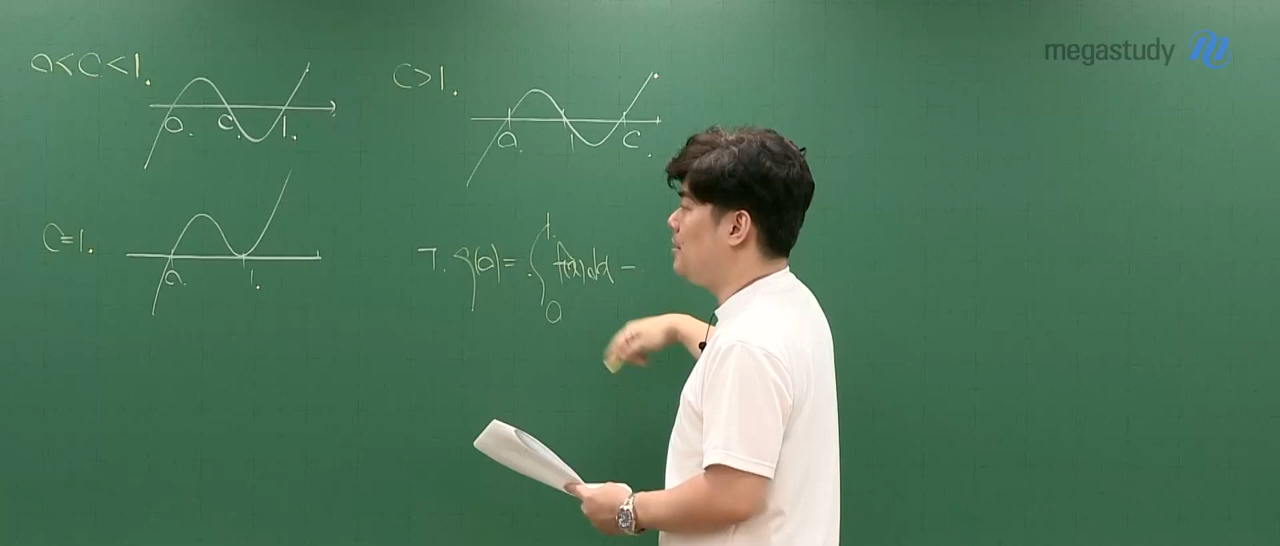 0<C<1.
0. C. 1.
C>1.
0. 1 C.
C=1.
0. 1.
ㄱ. g(0)= ∫₀¹ f(x)dx −
megastudy M